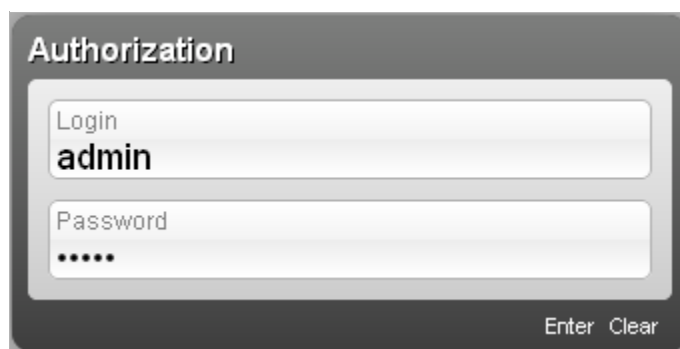 Authorization
Login
admin
Password
•••••
Enter Clear